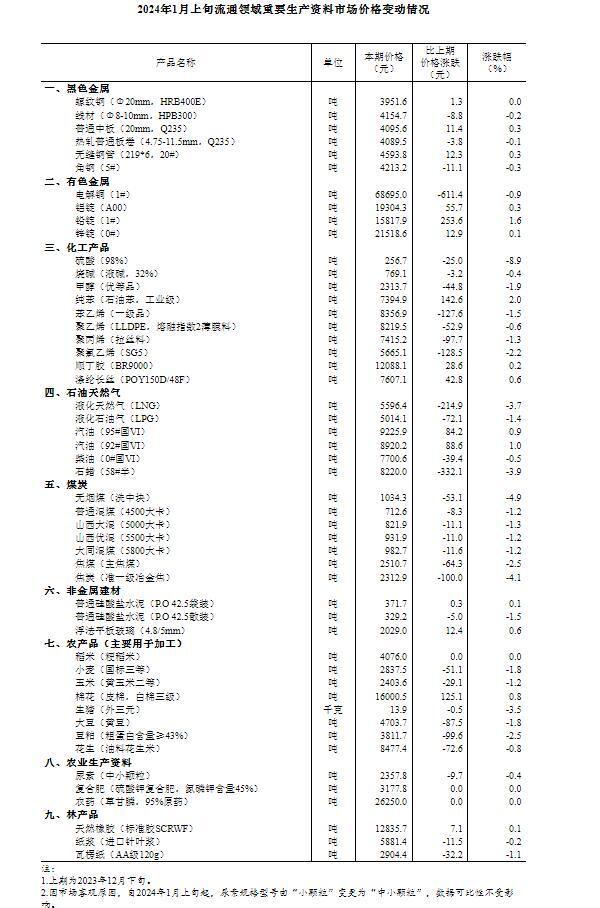 2024年1月上旬流通领域重要生产资料市场价格变动情况
产品名称 单位 本期价格（元） 比上期价格涨跌（元） 涨跌幅（%）
一、黑色金属
螺纹钢（Φ20mm，HRB400E） 吨 3951.6 1.3 0.0
线材（Φ8-10mm，HPB300） 吨 4154.7 -8.8 -0.2
普通中板（20mm，Q235） 吨 4095.6 11.4 0.3
热轧普通板卷（4.75-11.5mm，Q235） 吨 4089.5 -3.8 -0.1
无缝钢管（219*6，20#） 吨 4593.8 12.3 0.3
角钢（5#） 吨 4213.2 -11.1 -0.3
二、有色金属
电解铜（1#） 吨 68695.0 -611.4 -0.9
铝锭（A00） 吨 19304.3 55.7 0.3
铅锭（1#） 吨 15817.9 253.6 1.6
锌锭（0#） 吨 21518.6 12.9 0.1
三、化工产品
硫酸（98%） 吨 256.7 -25.0 -8.9
烧碱（液碱，32%） 吨 769.1 -3.2 -0.4
甲醇（优等品） 吨 2313.7 -44.8 -1.9
纯苯（石油苯，工业级） 吨 7394.9 142.6 2.0
苯乙烯（一级品） 吨 8356.9 -127.6 -1.5
聚乙烯（LLDPE，熔融指数2薄膜料） 吨 8219.5 -52.9 -0.6
聚丙烯（拉丝料） 吨 7415.2 -97.7 -1.3
聚氯乙烯（SG5） 吨 5665.1 -128.5 -2.2
顺丁胶（BR9000） 吨 12088.1 28.6 0.2
涤纶长丝（POY150D/48F） 吨 7607.1 42.8 0.6
四、石油天然气
液化天然气（LNG） 吨 5596.4 -214.9 -3.7
液化石油气（LPG） 吨 5014.1 -72.1 -1.4
汽油（95#国VI） 吨 9225.9 84.2 0.9
汽油（92#国VI） 吨 8920.2 88.6 1.0
柴油（0#国VI） 吨 7700.6 -39.4 -0.5
石蜡（58#半） 吨 8220.0 -332.1 -3.9
五、煤炭
无烟煤（洗中块） 吨 1034.3 -53.1 -4.9
普通混煤（4500大卡） 吨 712.6 -8.3 -1.2
山西大混（5000大卡） 吨 821.9 -11.1 -1.3
山西优混（5500大卡） 吨 931.9 -11.0 -1.2
大同混煤（5800大卡） 吨 982.7 -11.6 -1.2
焦煤（主焦煤） 吨 2510.7 -64.3 -2.5
焦炭（准一级冶金焦） 吨 2312.9 -100.0 -4.1
六、非金属建材
普通硅酸盐水泥（P.O 42.5袋装） 吨 371.7 0.3 0.1
普通硅酸盐水泥（P.O 42.5散装） 吨 329.2 -5.0 -1.5
浮法平板玻璃（4.8/5mm） 吨 2029.0 12.4 0.6
七、农产品（主要用于加工）
稻米（粳稻米） 吨 4076.0 0.0 0.0
小麦（国标三等） 吨 2837.5 -51.1 -1.8
玉米（黄玉米二等） 吨 2403.6 -29.1 -1.2
棉花（皮棉，白棉三级） 吨 16000.5 125.1 0.8
生猪（外三元） 千克 13.9 -0.5 -3.5
大豆（黄豆） 吨 4703.7 -87.5 -1.8
豆粕（粗蛋白含量≥43%） 吨 3811.7 -99.6 -2.5
花生（油料花生米） 吨 8477.4 -72.6 -0.8
八、农业生产资料
尿素（中小颗粒） 吨 2357.8 -9.7 -0.4
复合肥（硫酸钾复合肥，氮磷钾含量45%） 吨 3177.8 0.0 0.0
农药（草甘膦，95%原药） 吨 26250.0 0.0 0.0
九、林产品
天然橡胶（标准胶SCRWF） 吨 12835.7 7.1 0.1
纸浆（进口针叶浆） 吨 5881.4 -11.5 -0.2
瓦楞纸（AA级120g） 吨 2904.4 -32.2 -1.1
注：
1.上期为2023年12月下旬。
2.因市场客观原因，自2024年1月上旬起，尿素规格型号由“小颗粒”变更为“中小颗粒”，数据可比性不受影
响。